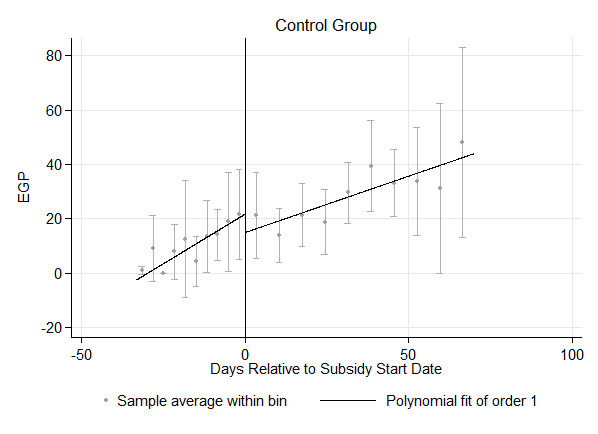 Control Group
80
60
40
20
0
-20
EGP
-50 0 50 100
Days Relative to Subsidy Start Date
Sample average within bin Polynomial fit of order 1